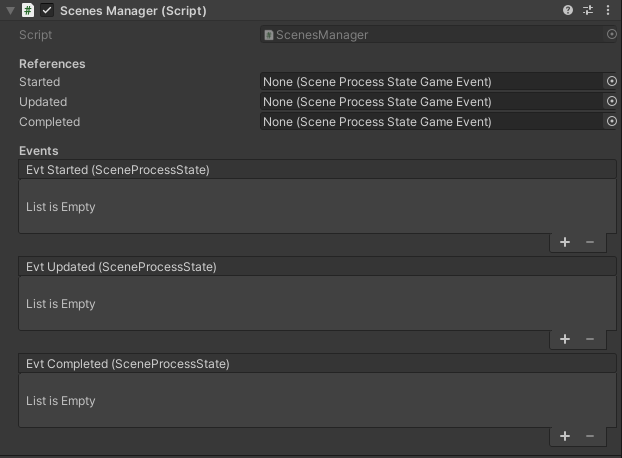 # Scenes Manager (Script)
Script # ScenesManager
References
Started None (Scene Process State Game Event)
Updated None (Scene Process State Game Event)
Completed None (Scene Process State Game Event)
Events
Evt Started (SceneProcessState)
List is Empty
+ −
Evt Updated (SceneProcessState)
List is Empty
+ −
Evt Completed (SceneProcessState)
List is Empty
+ −